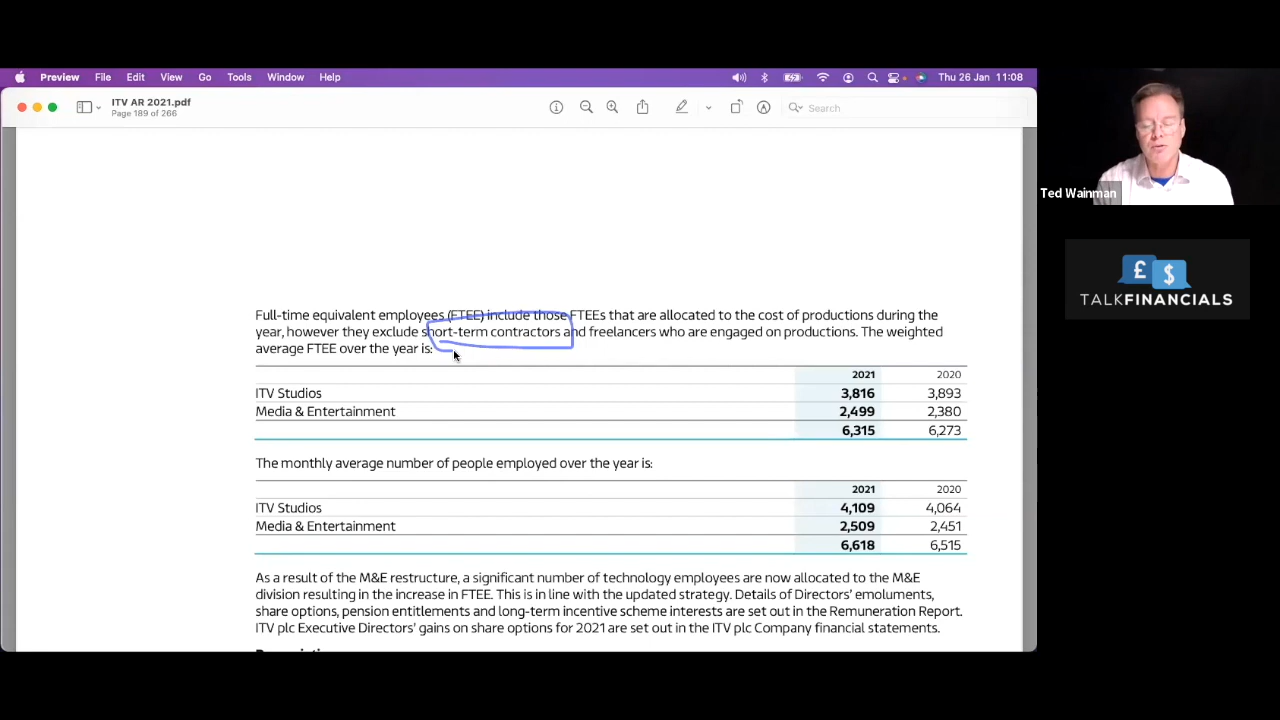 Preview File Edit View Go Tools Window Help Thu 26 Jan 11:08
ITV AR 2021.pdf
Page 189 of 266
Search
Ted Wainman
£ $
TALKFINANCIALS
Full-time equivalent employees (FTEE) include those FTEEs that are allocated to the cost of productions during the
year, however they exclude short-term contractors and freelancers who are engaged on productions. The weighted
average FTEE over the year is:
2021 2020
ITV Studios 3,816 3,893
Media & Entertainment 2,499 2,380
6,315 6,273
The monthly average number of people employed over the year is:
2021 2020
ITV Studios 4,109 4,064
Media & Entertainment 2,509 2,451
6,618 6,515
As a result of the M&E restructure, a significant number of technology employees are now allocated to the M&E
division resulting in the increase in FTEE. This is in line with the updated strategy. Details of Directors' emoluments,
share options, pension entitlements and long-term incentive scheme interests are set out in the Remuneration Report.
ITV plc Executive Directors' gains on share options for 2021 are set out in the ITV plc Company financial statements.